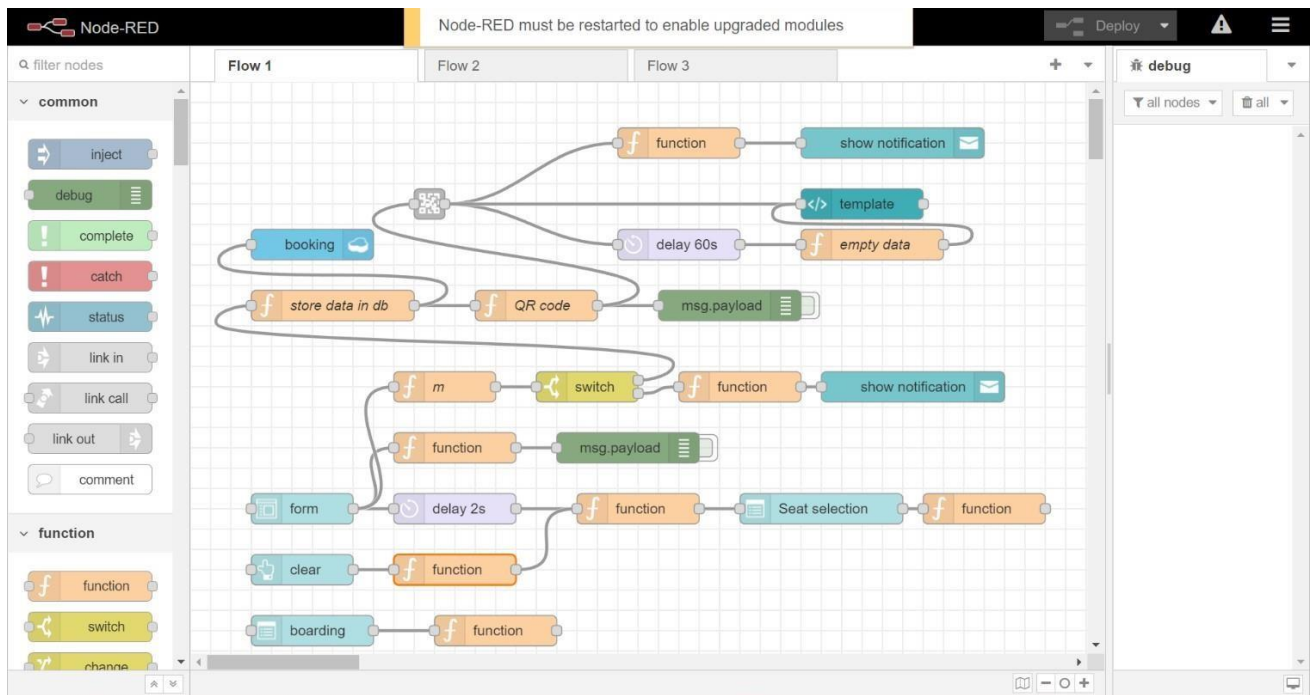 Node-RED
Node-RED must be restarted to enable upgraded modules
Deploy
filter nodes
Flow 1
Flow 2
Flow 3
debug
all nodes
all
common
inject
debug
complete
catch
status
link in
link call
link out
comment
function
function
switch
change
function
show notification
template
booking
delay 60s
empty data
store data in db
QR code
msg.payload
m
switch
function
show notification
function
msg.payload
form
delay 2s
function
Seat selection
function
clear
function
boarding
function